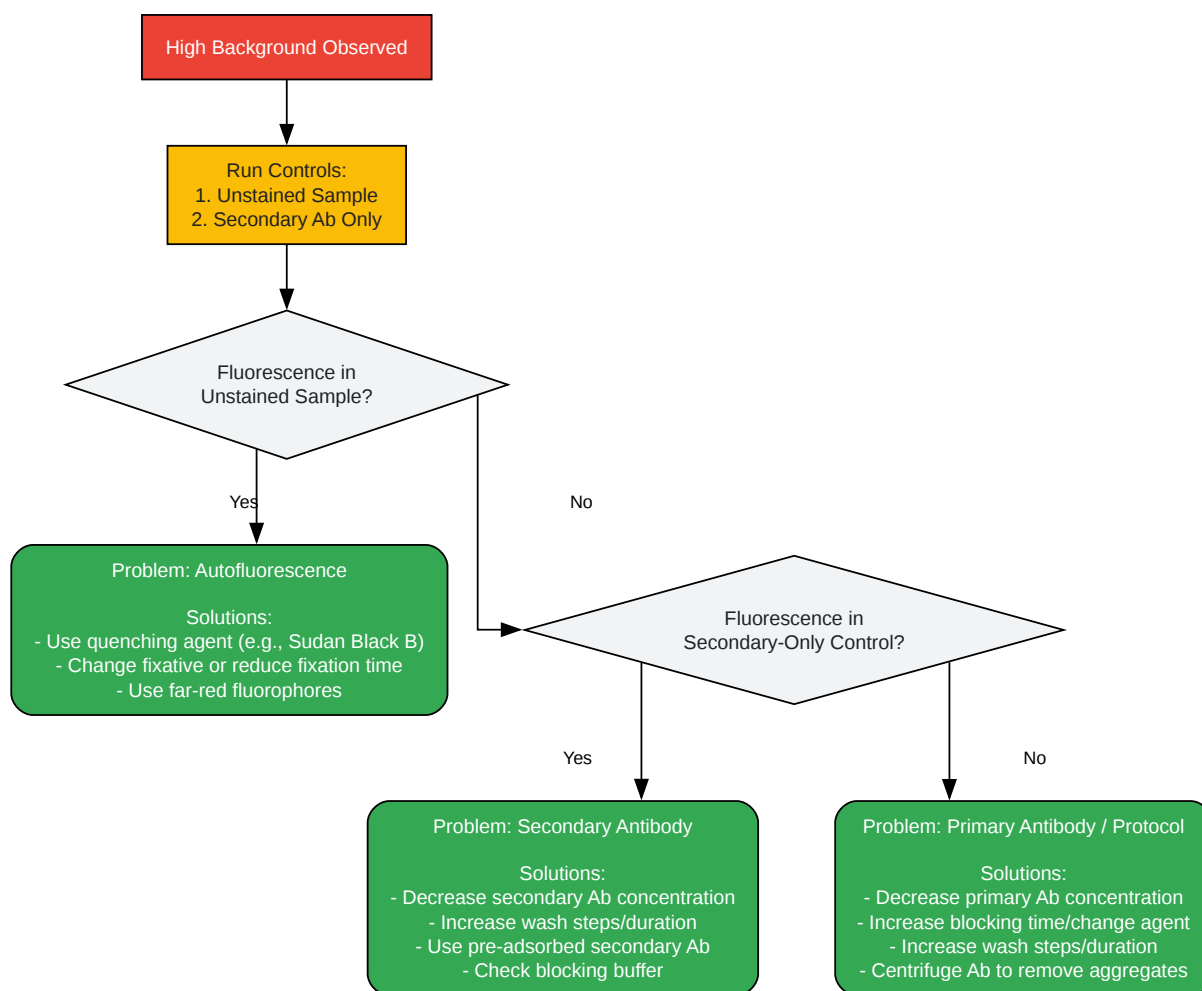 High Background Observed
Run Controls:
1. Unstained Sample
2. Secondary Ab Only
Fluorescence in
Unstained Sample?
Yes
No
Problem: Autofluorescence
Solutions:
- Use quenching agent (e.g., Sudan Black B)
- Change fixative or reduce fixation time
- Use far-red fluorophores
Fluorescence in
Secondary-Only Control?
Yes
No
Problem: Secondary Antibody
Solutions:
- Decrease secondary Ab concentration
- Increase wash steps/duration
- Use pre-adsorbed secondary Ab
- Check blocking buffer
Problem: Primary Antibody / Protocol
Solutions:
- Decrease primary Ab concentration
- Increase blocking time/change agent
- Increase wash steps/duration
- Centrifuge Ab to remove aggregates